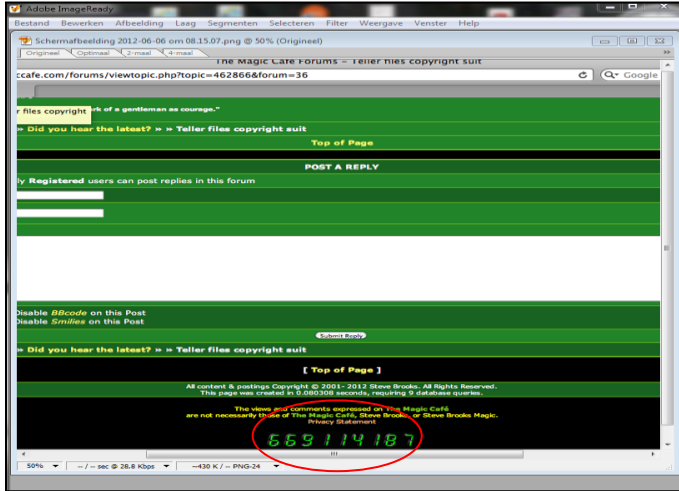 Adobe ImageReady
Bestand Bewerken Afbeelding Laag Segmenten Selecteren Filter Weergave Venster Help
Schermafbeelding 2012-06-06 om 08.15.07.png @ 50% (Origineel)
Origineel Optimaal 2-maal 4-maal
The Magic Cafe Forums - Teller files copyright suit
ccafe.com/forums/viewtopic.php?topic=462866&forum=36 Google
r files copyright rk of a gentleman as courage."
» Did you hear the latest? » » Teller files copyright suit
Top of Page
POST A REPLY
ly Registered users can post replies in this forum
Disable BBcode on this Post
Disable Smilies on this Post
Submit Reply
» Did you hear the latest? » » Teller files copyright suit
[ Top of Page ]
All content & postings Copyright © 2001-2012 Steve Brooks. All Rights Reserved.
This page was created in 0.080308 seconds, requiring 9 database queries.
The views and comments expressed on The Magic Café
are not necessarily those of The Magic Café, Steve Brooks, or Steve Brooks Magic.
Privacy Statement
669114187
50% -- / -- sec @ 28.8 Kbps ~430 K / -- PNG-24